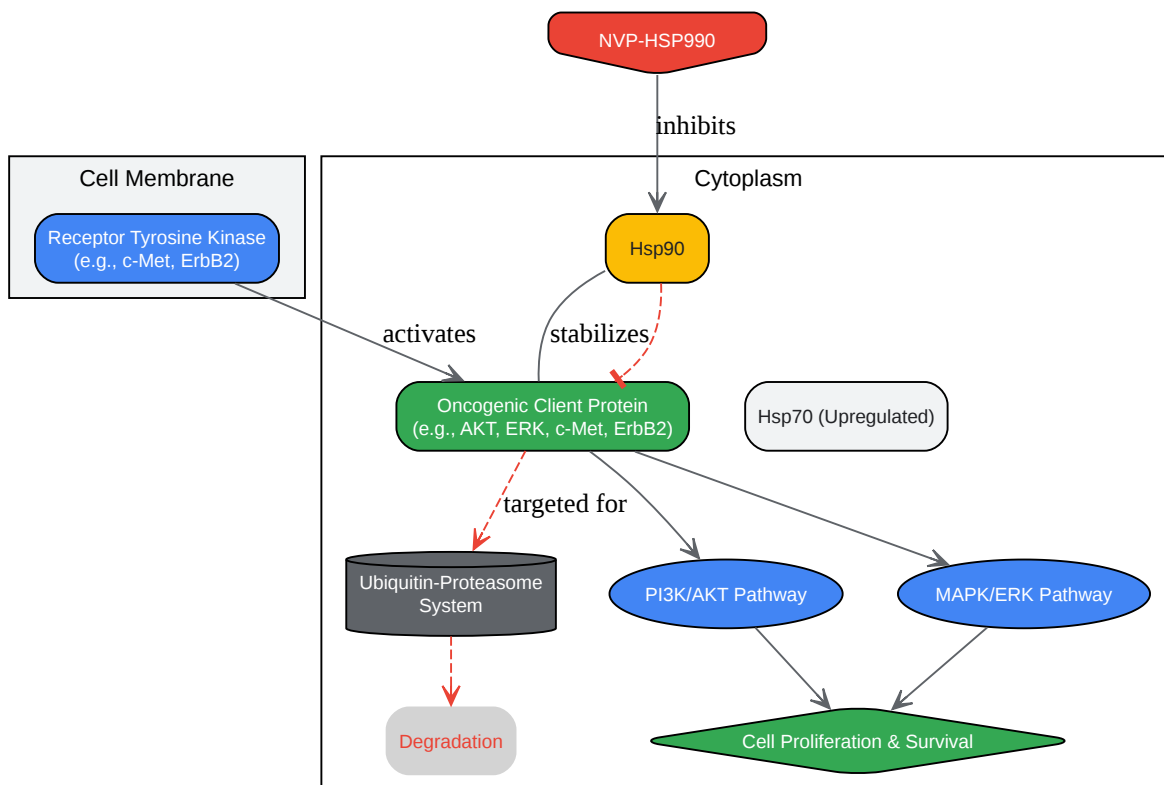 NVP-HSP990
inhibits
Cell Membrane
Cytoplasm
Receptor Tyrosine Kinase
(e.g., c-Met, ErbB2)
Hsp90
activates
stabilizes
Oncogenic Client Protein
(e.g., AKT, ERK, c-Met, ErbB2)
Hsp70 (Upregulated)
targeted for
Ubiquitin-Proteasome
System
PI3K/AKT Pathway
MAPK/ERK Pathway
Degradation
Cell Proliferation & Survival